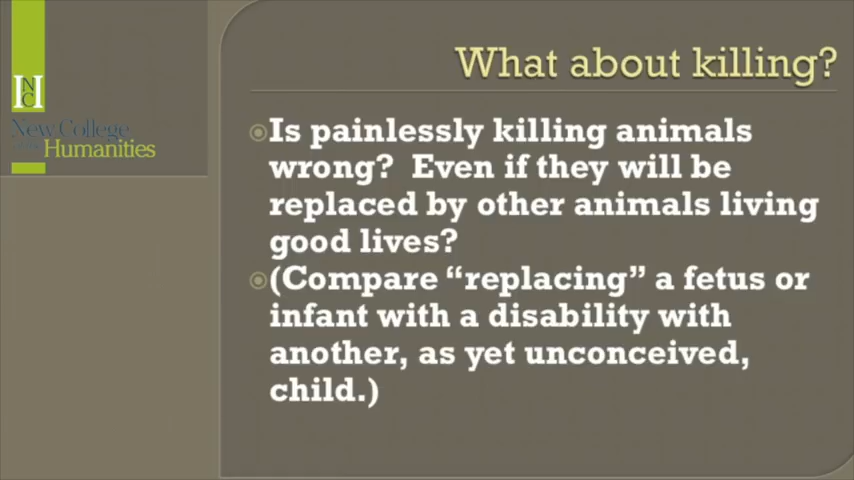 NCH
New College
of the Humanities
What about killing?
Is painlessly killing animals
wrong?  Even if they will be
replaced by other animals living
good lives?
(Compare “replacing” a fetus or
infant with a disability with
another, as yet unconceived,
child.)